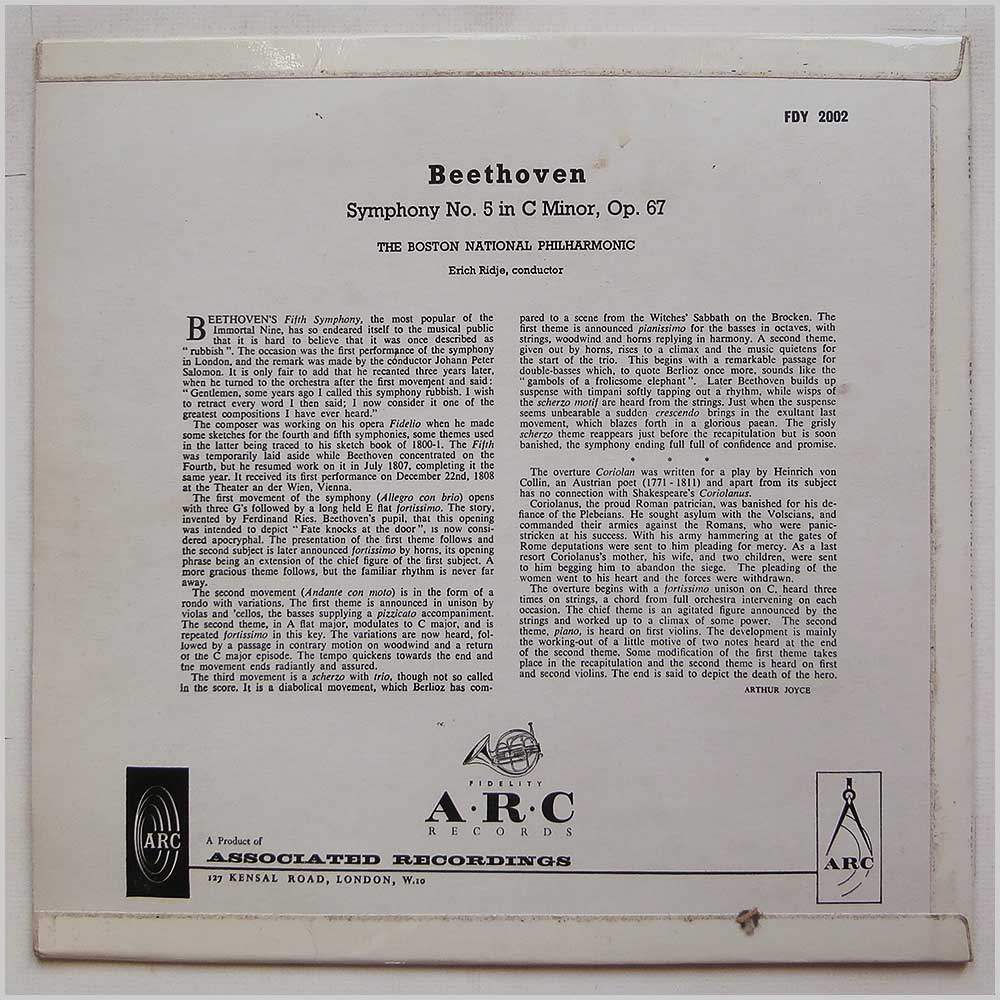 FDY 2002
Beethoven
Symphony No. 5 in C Minor, Op. 67
THE BOSTON NATIONAL PHILHARMONIC
Erich Ridje, conductor
BEETHOVEN'S Fifth Symphony, the most popular of the
Immortal Nine, has so endeared itself to the musical public
that it is hard to believe that it was once described as
"rubbish". The occasion was the first performance of the symphony
in London, and the remark was made by the conductor Johann Peter
Salomon. It is only fair to add that he recanted three years later,
when he turned to the orchestra after the first movement and said:
"Gentlemen, some years ago I called this symphony rubbish. I wish
to retract every word I then said; I now consider it one of the
greatest compositions I have ever heard."
The composer was working on his opera Fidelio when he made
some sketches for the fourth and fifth symphonies, some themes used
in the latter being traced to his sketch book of 1800-1. The Fifth
was temporarily laid aside while Beethoven concentrated on the
Fourth, but he resumed work on it in July 1807, completing it the
same year. It received its first performance on December 22nd, 1808
at the Theater an der Wien, Vienna.
The first movement of the symphony (Allegro con brio) opens
with three G's followed by a long held E flat fortissimo. The story,
invented by Ferdinand Ries. Beethoven's pupil, that this opening
was intended to depict "Fate knocks at the door", is now consi-
dered apocryphal. The presentation of the first theme follows and
the second subject is later announced fortissimo by horns, its opening
phrase being an extension of the chief figure of the first subject. A
more gracious theme follows, but the familiar rhythm is never far
away.
The second movement (Andante con moto) is in the form of a
rondo with variations. The first theme is announced in unison by
violas and 'cellos, the basses supplying a pizzicato accompaniment.
The second theme, in A flat major, modulates to C major, and is
repeated fortissimo in this key. The variations are now heard, fol-
lowed by a passage in contrary motion on woodwind and a return
of the C major episode. The tempo quickens towards the end and
the movement ends radiantly and assured.
The third movement is a scherzo with trio, though not so called
in the score. It is a diabolical movement, which Berlioz has com-
pared to a scene from the Witches' Sabbath on the Brocken. The
first theme is announced pianissimo for the basses in octaves, with
strings, woodwind and horns replying in harmony. A second theme,
given out by horns, rises to a climax and the music quietens for
the start of the trio. This begins with a remarkable passage for
double-basses which, to quote Berlioz once more, sounds like the
"gambols of a frolicsome elephant". Later Beethoven builds up
suspense with timpani softly tapping out a rhythm, while wisps of
the scherzo motif are heard from the strings. Just when the suspense
seems unbearable a sudden crescendo brings in the exultant last
movement, which blazes forth in a glorious paean. The grisly
scherzo theme reappears just before the recapitulation but is soon
banished, the symphony ending full full of confidence and promise.
* * *
The overture Coriolan was written for a play by Heinrich von
Collin, an Austrian poet (1771-1811) and apart from its subject
has no connection with Shakespeare's Coriolanus.
Coriolanus, the proud Roman patrician, was banished for his de-
fiance of the Plebeians. He sought asylum with the Volscians, and
commanded their armies against the Romans, who were panic-
stricken at his success. With his army hammering at the gates of
Rome deputations were sent to him pleading for mercy. As a last
resort Coriolanus's mother, his wife, and two children, were sent
to him begging him to abandon the siege. The pleading of the
women went to his heart and the forces were withdrawn.
The overture begins with a fortissimo unison on C, heard three
times on strings, a chord from full orchestra intervening on each
occasion. The chief theme is an agitated figure announced by the
strings and worked up to a climax of some power. The second
theme, piano, is heard on first violins. The development is mainly
the working-out of a little motive of two notes heard at the end
of the second theme. Some modification of the first theme takes
place in the recapitulation and the second theme is heard on first
and second violins. The end is said to depict the death of the hero.
ARTHUR JOYCE
FIDELITY
A·R·C
RECORDS
ARC
A Product of
ASSOCIATED RECORDINGS
127 KENSAL ROAD, LONDON, W.10
ARC